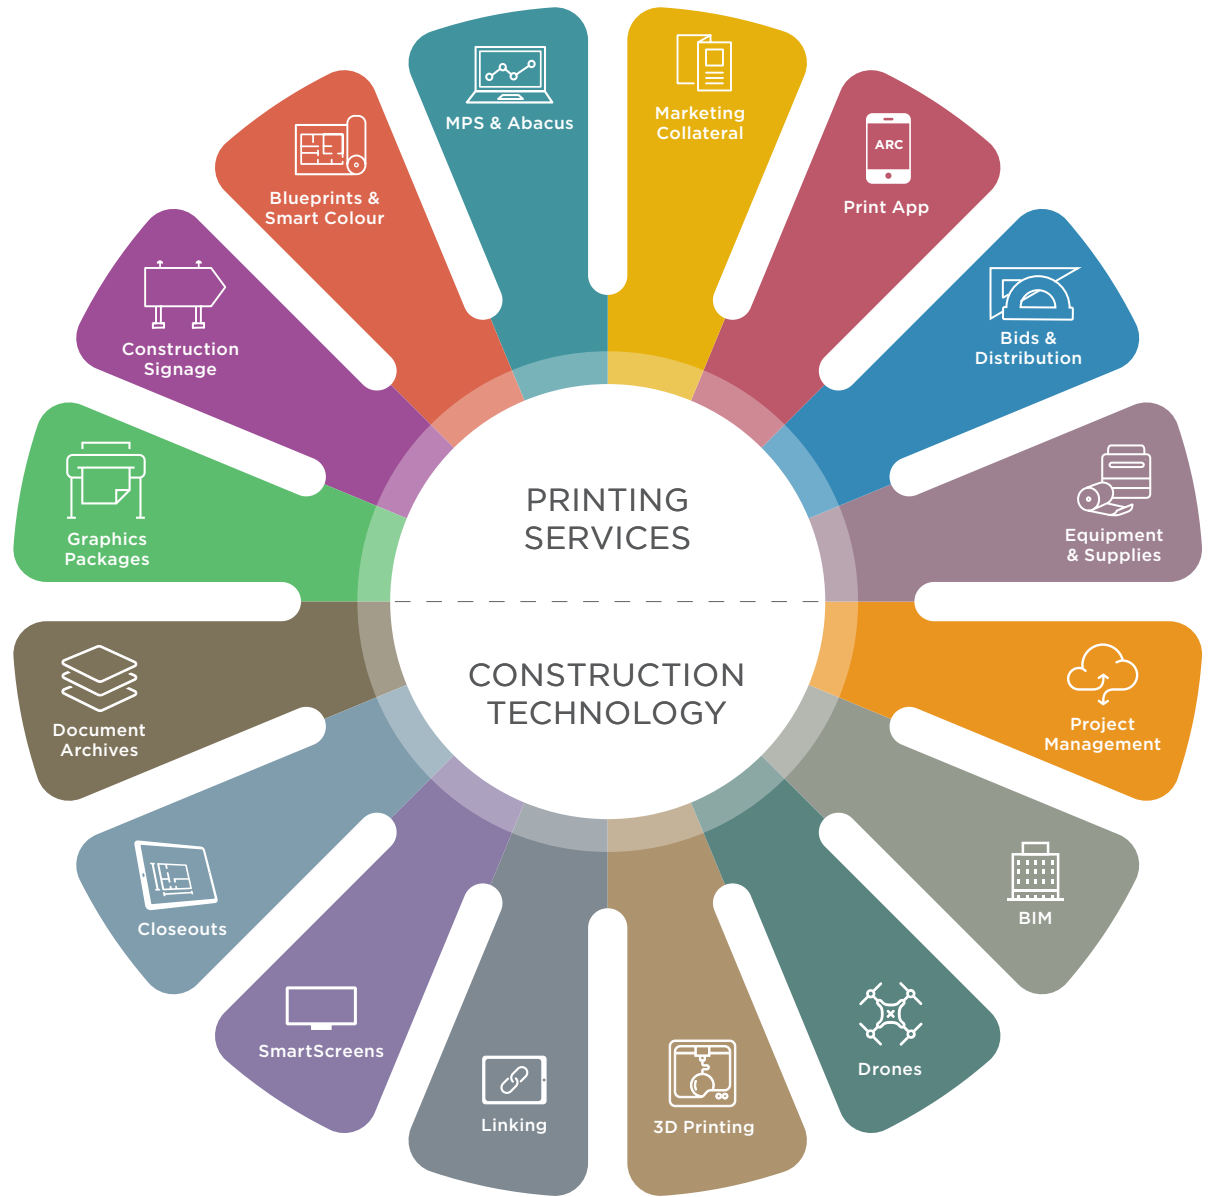 MPS & Abacus
Marketing
Collateral
ARC
Print App
Blueprints &
Smart Colour
Bids &
Distribution
Construction
Signage
Equipment
& Supplies
Graphics
Packages
PRINTING
SERVICES
CONSTRUCTION
TECHNOLOGY
Document
Archives
Project
Management
Closeouts
BIM
SmartScreens
Drones
Linking
3D Printing